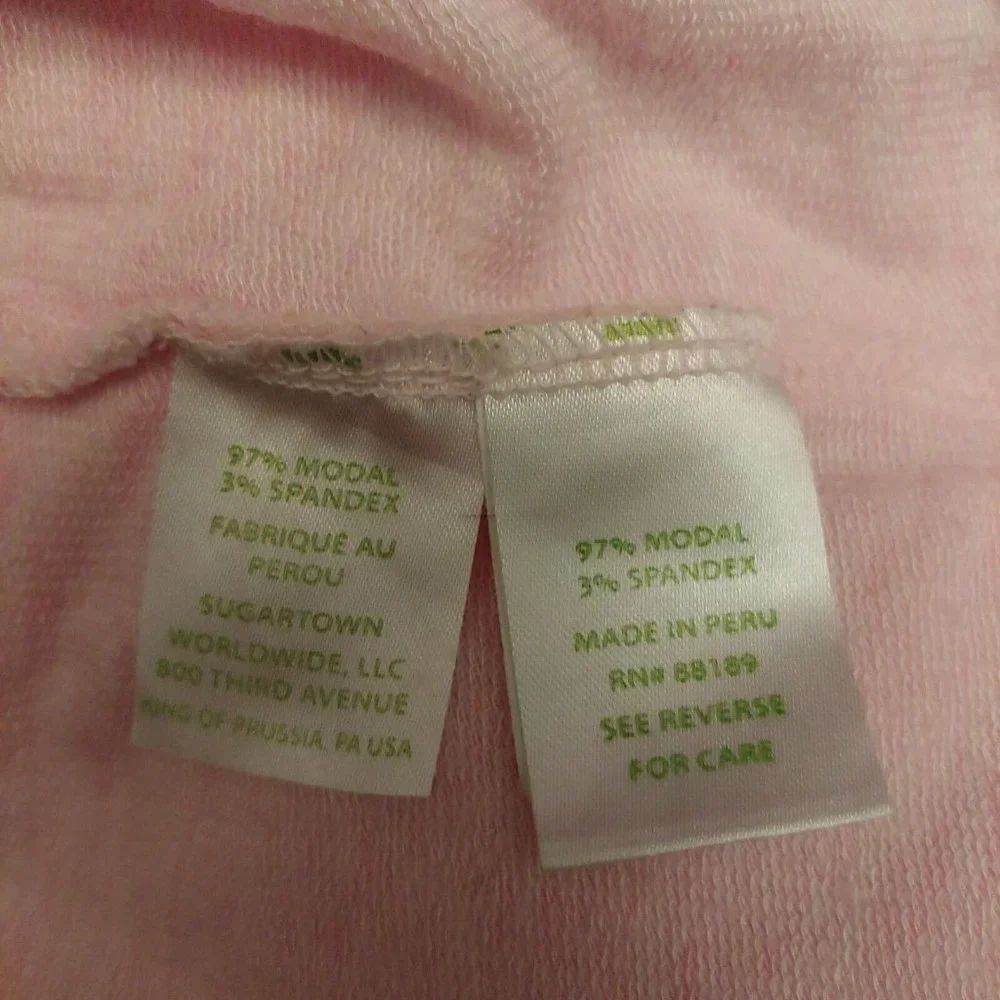 97% MODAL
3% SPANDEX
FABRIQUÉ AU
PEROU
SUGARTOWN
WORLDWIDE, LLC
800 THIRD AVENUE
KING OF PRUSSIA, PA USA
97% MODAL
3% SPANDEX
MADE IN PERU
RN# 88189
SEE REVERSE
FOR CARE